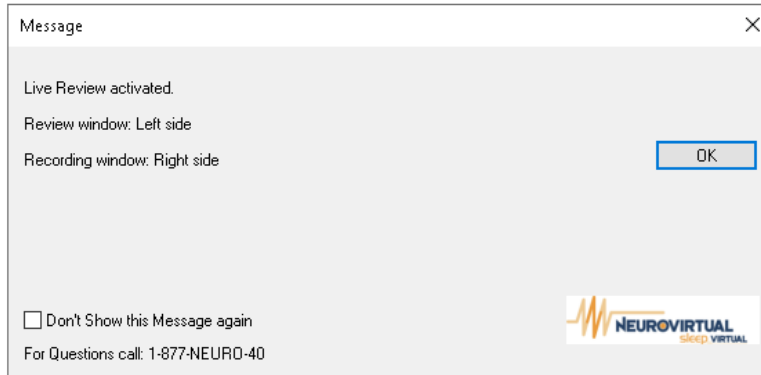 Message
Live Review activated.
Review window: Left side
Recording window: Right side
OK
Don't Show this Message again
For Questions call: 1-877-NEURO-40
NEUROVIRTUAL
sleep VIRTUAL